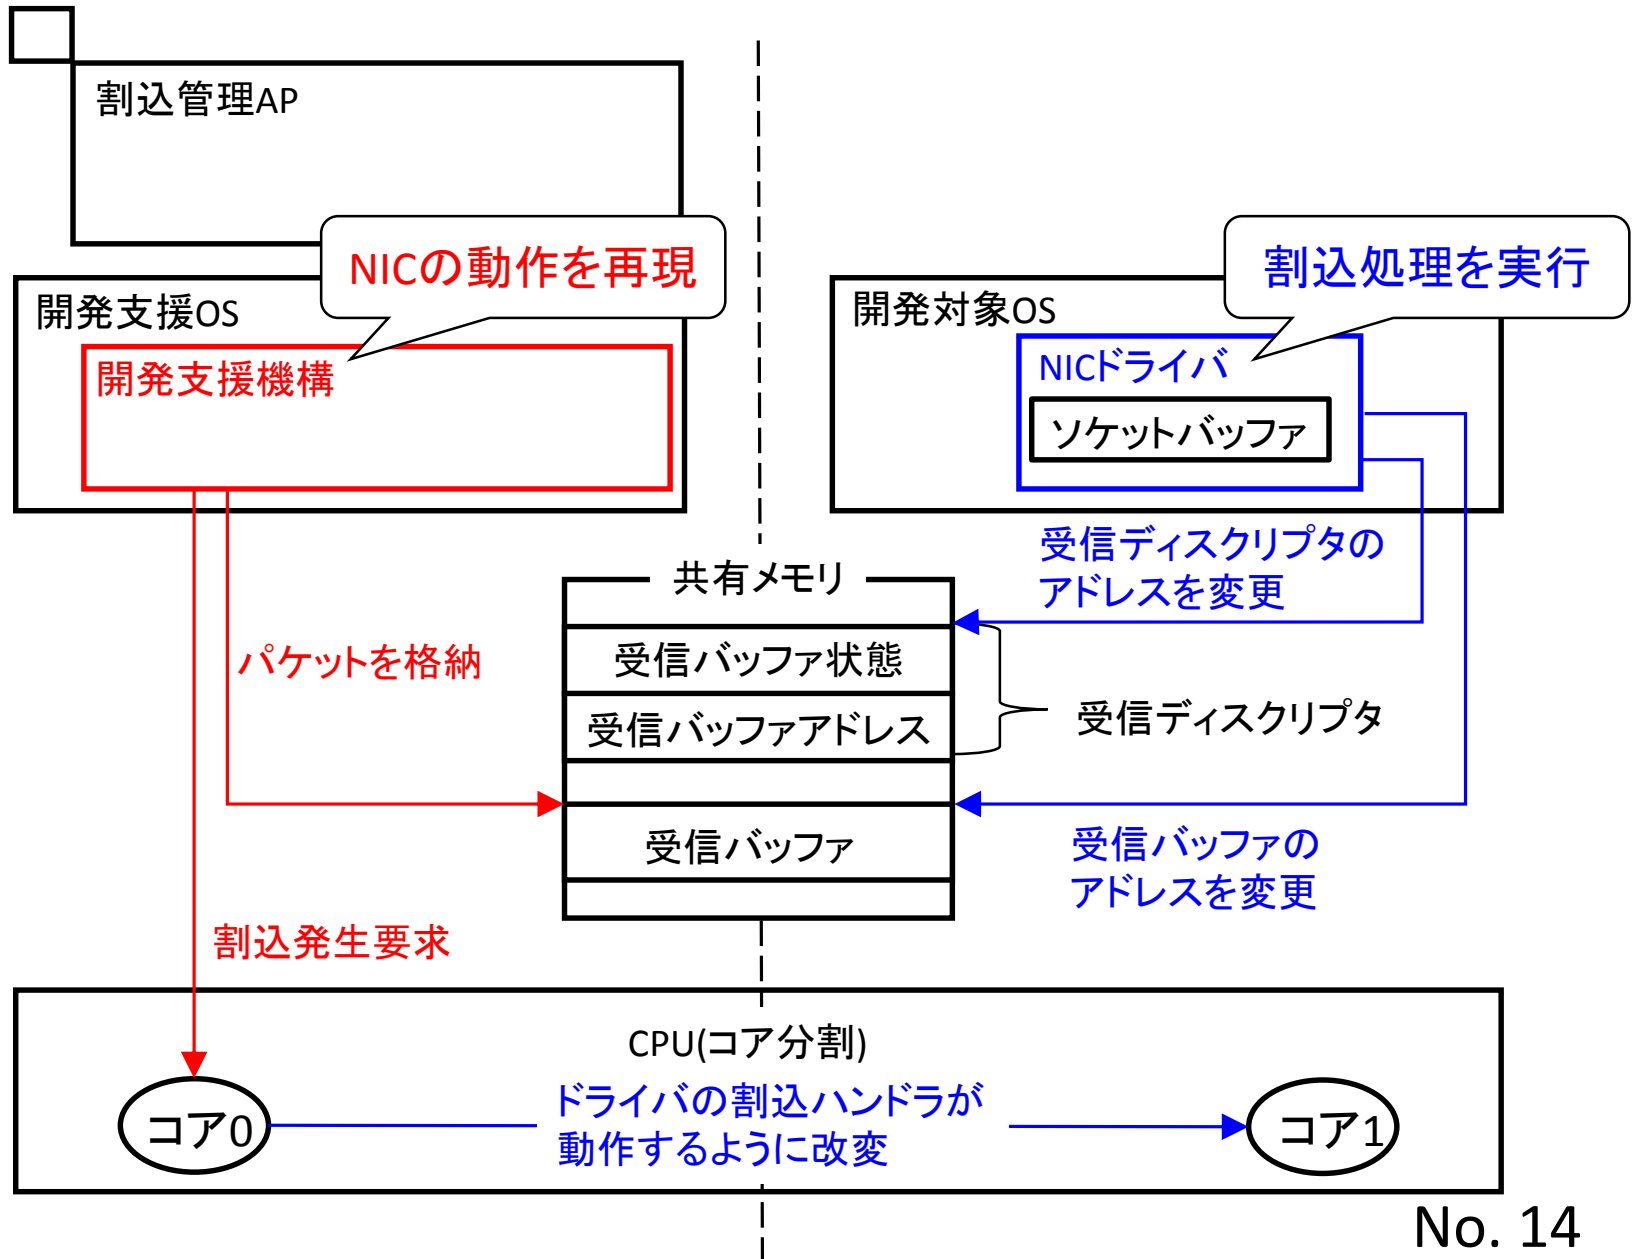 割込管理AP
NICの動作を再現
開発支援OS
開発支援機構
割込処理を実行
開発対象OS
NICドライバ
ソケットバッファ
受信ディスクリプタの
アドレスを変更
共有メモリ
受信バッファ状態
受信バッファアドレス
受信ディスクリプタ
パケットを格納
受信バッファ
受信バッファの
アドレスを変更
割込発生要求
CPU(コア分割)
ドライバの割込ハンドラが
動作するように改変
コア0
コア1
No. 14